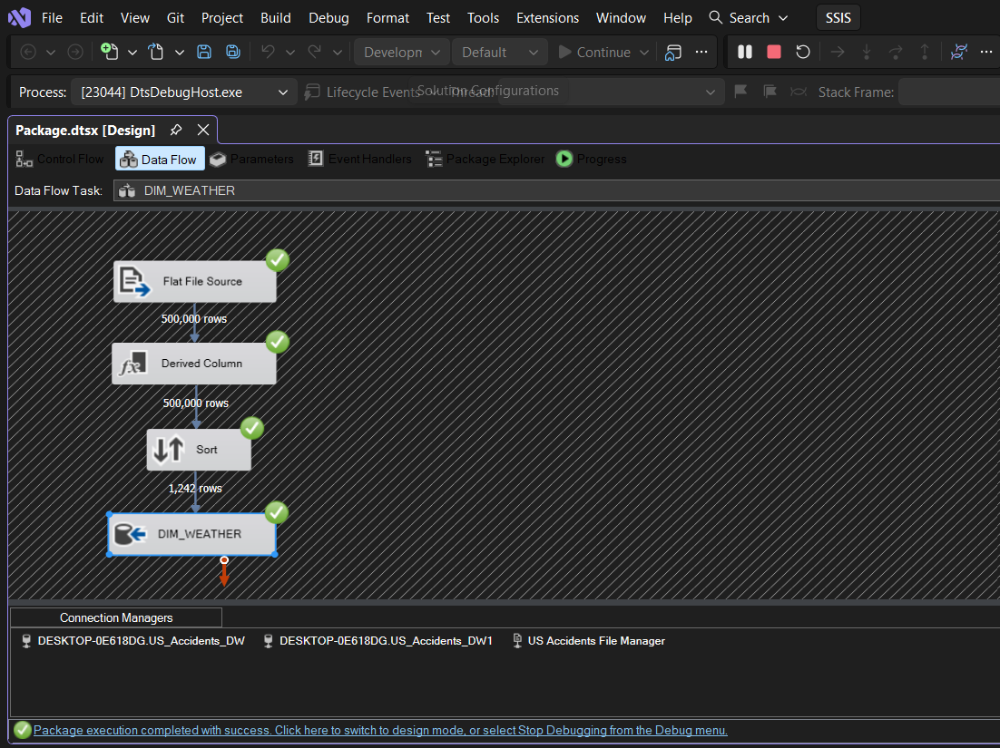 File Edit View Git Project Build Debug Format Test Tools Extensions Window Help Search SSIS
Developn Default Continue
Process: [23044] DtsDebugHost.exe Lifecycle Events Thread: Solution Configurations Stack Frame:
Package.dtsx [Design]
Control Flow Data Flow Parameters Event Handlers Package Explorer Progress
Data Flow Task: DIM_WEATHER
Flat File Source
500,000 rows
Derived Column
500,000 rows
Sort
1,242 rows
DIM_WEATHER
Connection Managers
DESKTOP-0E618DG.US_Accidents_DW DESKTOP-0E618DG.US_Accidents_DW1 US Accidents File Manager
Package execution completed with success. Click here to switch to design mode, or select Stop Debugging from the Debug menu.